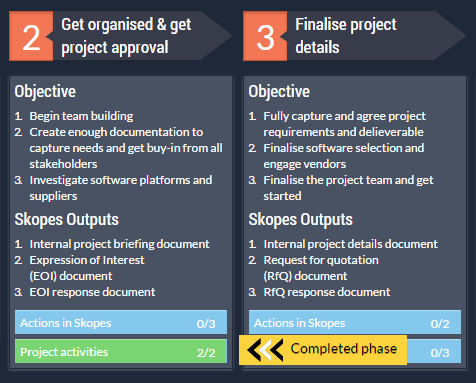 2
Get organised & get
project approval
Objective
1. Begin team building
2. Create enough documentation to
capture needs and get buy-in from all
stakeholders
3. Investigate software platforms and
suppliers
Skopes Outputs
1. Internal project briefing document
2. Expression of Interest
(EOI) document
3. EOI response document
Actions in Skopes 0/3
Project activities 2/2
3
Finalise project
details
Objective
1. Fully capture and agree project
requirements and delieverable
2. Finalise software selection and
engage vendors
3. Finalise the project team and get
started
Skopes Outputs
1. Internal project details document
2. Request for quotation
(RfQ) document
3. RfQ response document
Actions in Skopes 0/2
Completed phase
0/3